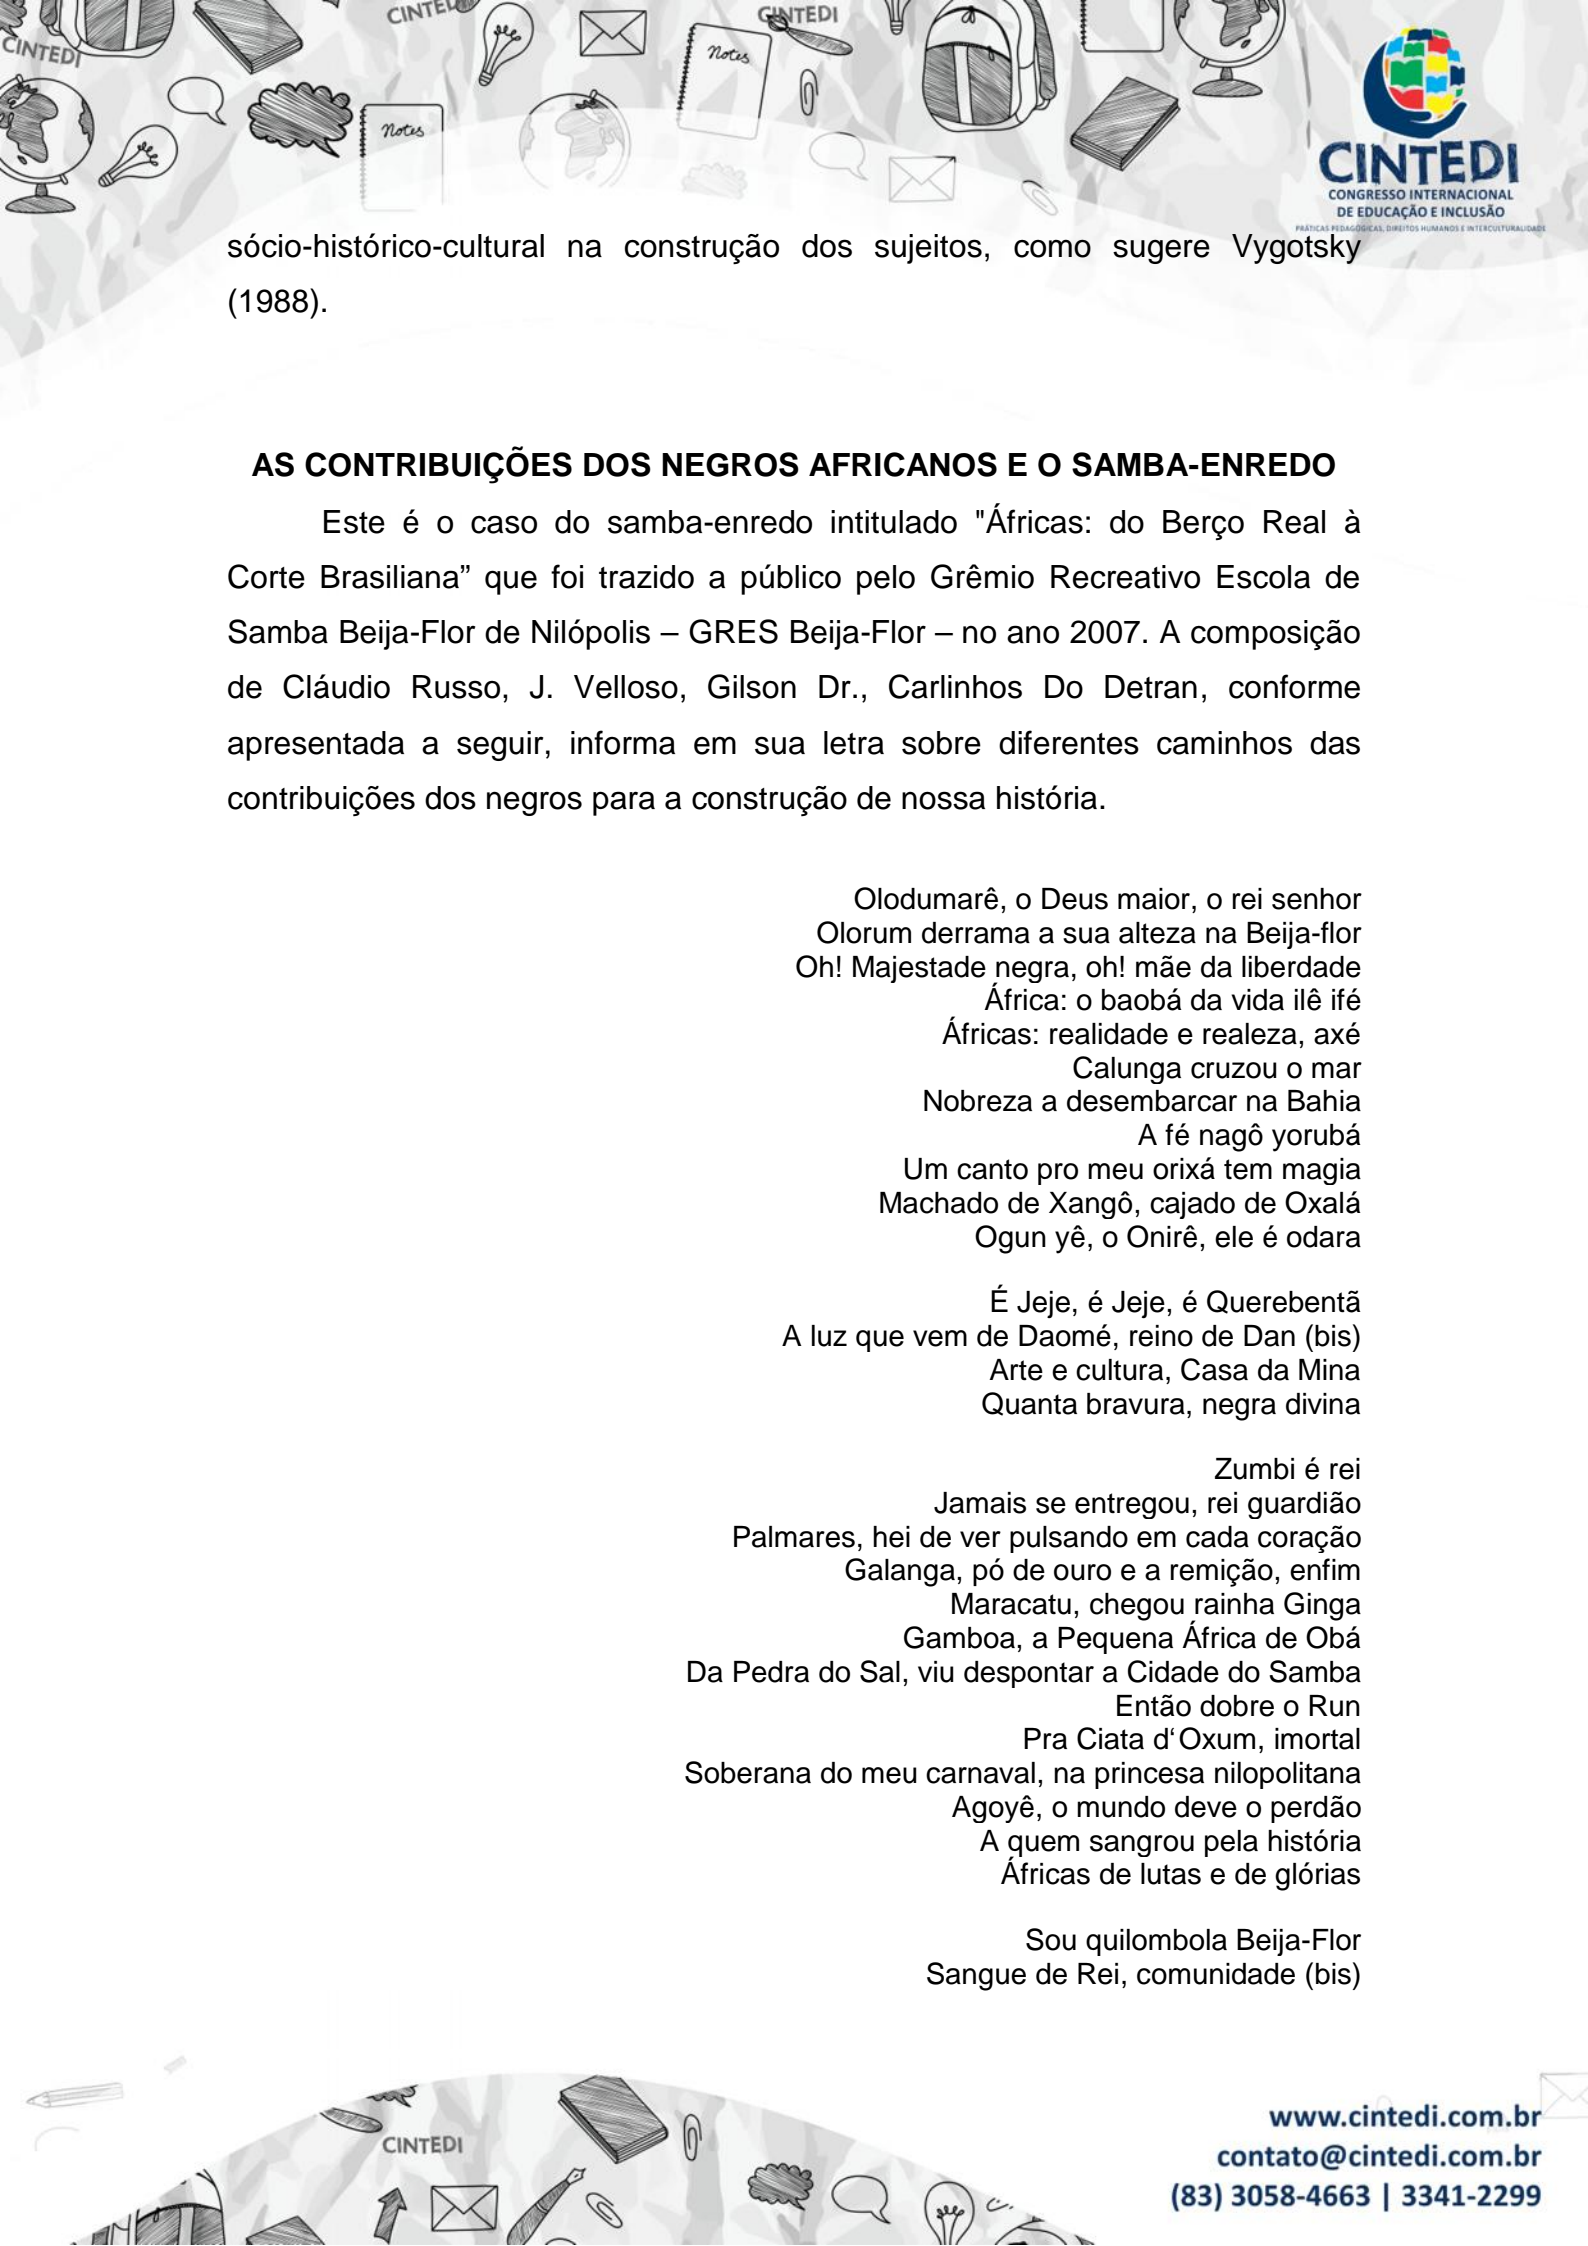 CINTEDI
CINTEDI
CINTEDI
Notes
Notes
CINTEDI
CONGRESSO INTERNACIONAL
DE EDUCAÇÃO E INCLUSÃO
PRÁTICAS PEDAGÓGICAS, DIREITOS HUMANOS E INTERCULTURALIDADE
sócio-histórico-cultural na construção dos sujeitos, como sugere Vygotsky
(1988).
AS CONTRIBUIÇÕES DOS NEGROS AFRICANOS E O SAMBA-ENREDO
Este é o caso do samba-enredo intitulado "Áfricas: do Berço Real à
Corte Brasiliana” que foi trazido a público pelo Grêmio Recreativo Escola de
Samba Beija-Flor de Nilópolis – GRES Beija-Flor – no ano 2007. A composição
de Cláudio Russo, J. Velloso, Gilson Dr., Carlinhos Do Detran, conforme
apresentada a seguir, informa em sua letra sobre diferentes caminhos das
contribuições dos negros para a construção de nossa história.
Olodumarê, o Deus maior, o rei senhor
Olorum derrama a sua alteza na Beija-flor
Oh! Majestade negra, oh! mãe da liberdade
África: o baobá da vida ilê ifé
Áfricas: realidade e realeza, axé
Calunga cruzou o mar
Nobreza a desembarcar na Bahia
A fé nagô yorubá
Um canto pro meu orixá tem magia
Machado de Xangô, cajado de Oxalá
Ogun yê, o Onirê, ele é odara
É Jeje, é Jeje, é Querebentã
A luz que vem de Daomé, reino de Dan (bis)
Arte e cultura, Casa da Mina
Quanta bravura, negra divina
Zumbi é rei
Jamais se entregou, rei guardião
Palmares, hei de ver pulsando em cada coração
Galanga, pó de ouro e a remição, enfim
Maracatu, chegou rainha Ginga
Gamboa, a Pequena África de Obá
Da Pedra do Sal, viu despontar a Cidade do Samba
Então dobre o Run
Pra Ciata d‘Oxum, imortal
Soberana do meu carnaval, na princesa nilopolitana
Agoyê, o mundo deve o perdão
A quem sangrou pela história
Áfricas de lutas e de glórias
Sou quilombola Beija-Flor
Sangue de Rei, comunidade (bis)
CINTEDI
www.cintedi.com.br
contato@cintedi.com.br
(83) 3058-4663 | 3341-2299